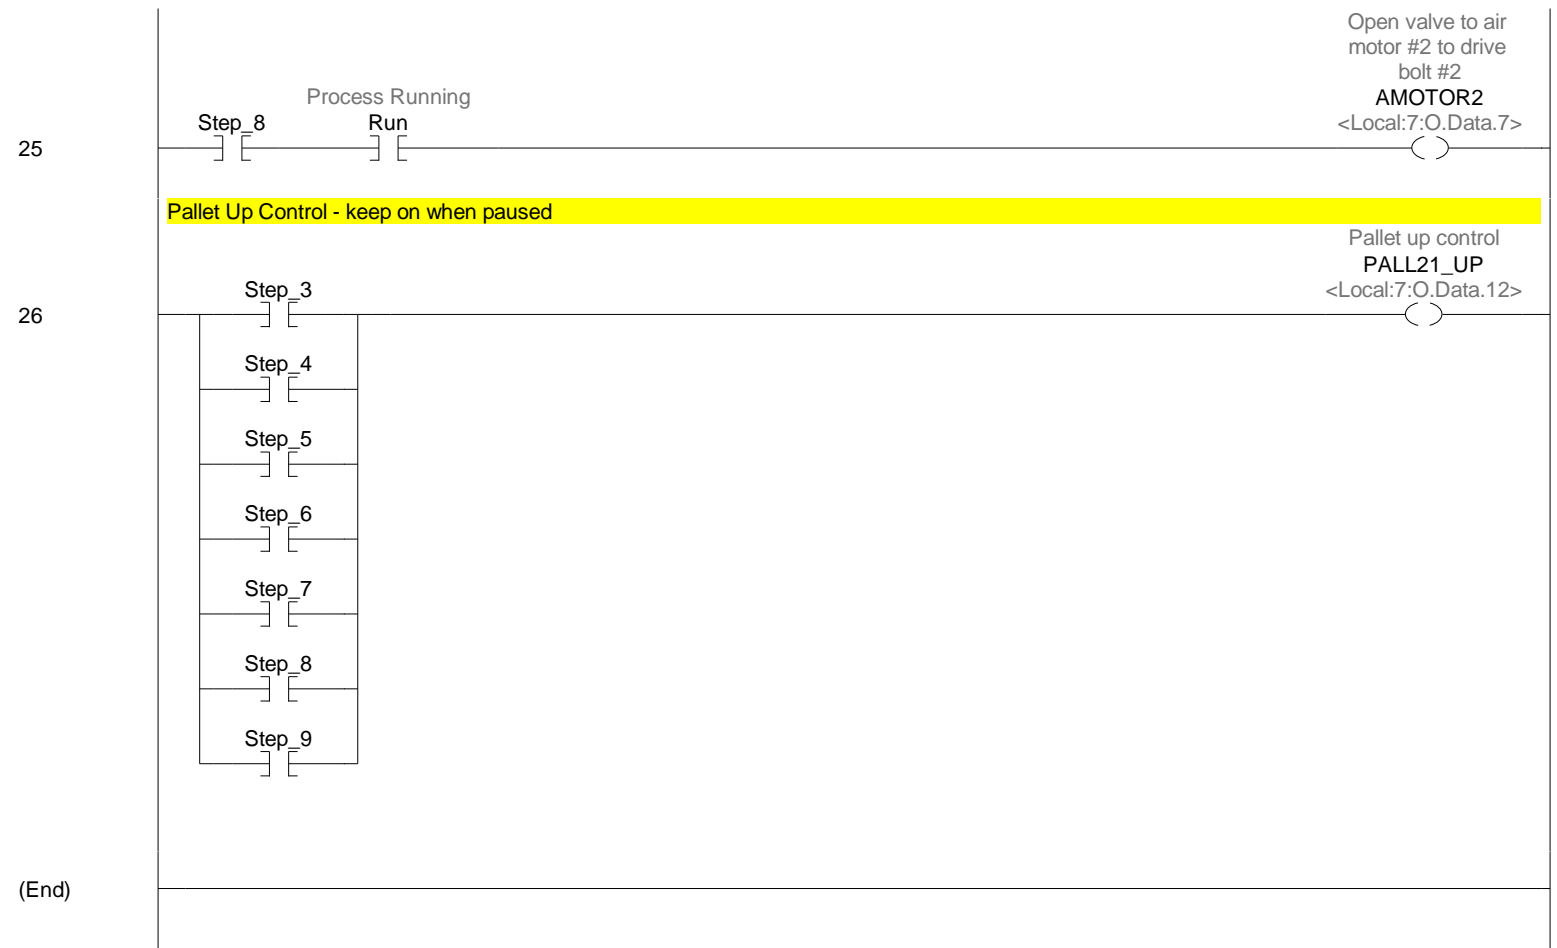 Open valve to air
motor #2 to drive
bolt #2
Process Running
AMOTOR2
Step_8 Run
<Local:7:O.Data.7>
25
Pallet Up Control - keep on when paused
Pallet up control
PALL21_UP
Step_3
<Local:7:O.Data.12>
26
Step_4
Step_5
Step_6
Step_7
Step_8
Step_9
(End)